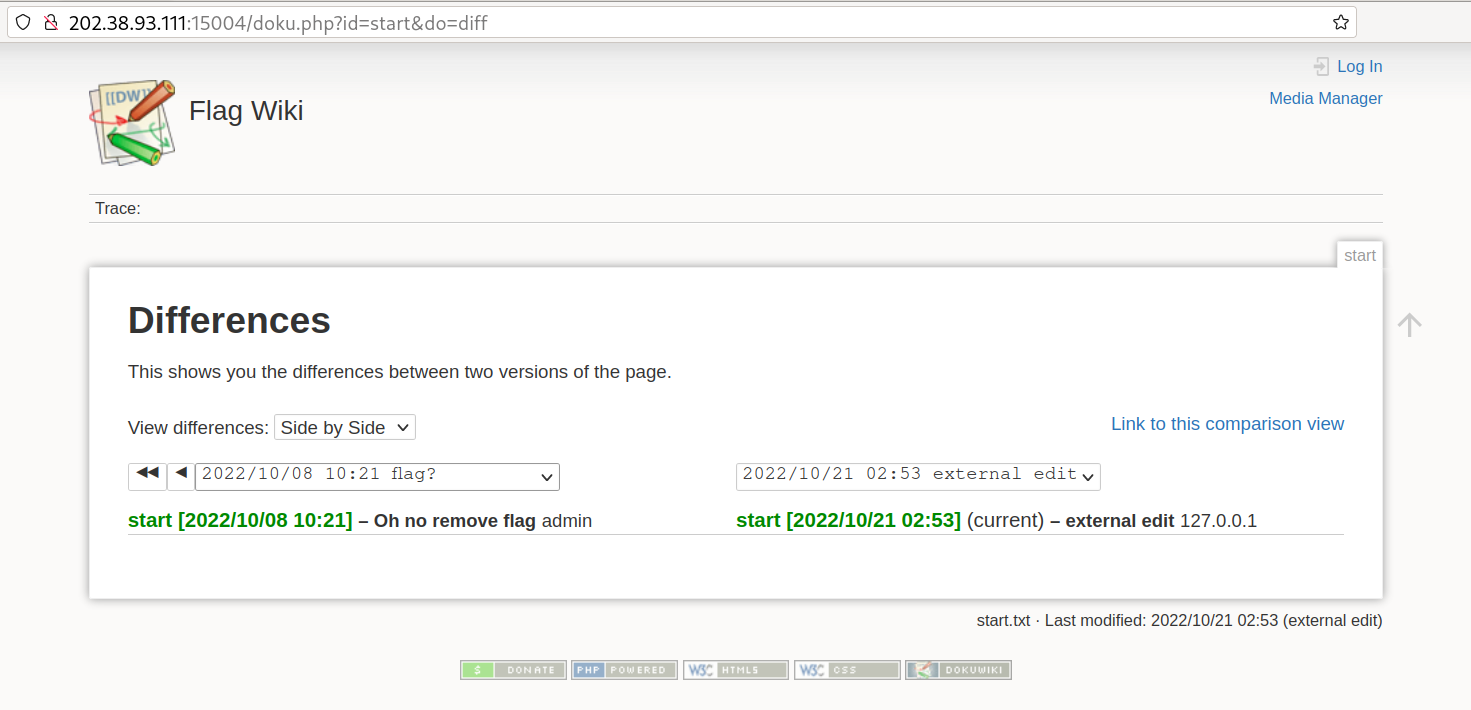 202.38.93.111:15004/doku.php?id=start&do=diff
Log In
Media Manager
[[DW]]
Flag Wiki
Trace:
start
Differences
This shows you the differences between two versions of the page.
View differences: Side by Side
Link to this comparison view
2022/10/08 10:21 flag?
2022/10/21 02:53 external edit
start [2022/10/08 10:21] – Oh no remove flag admin
start [2022/10/21 02:53] (current) – external edit 127.0.0.1
start.txt · Last modified: 2022/10/21 02:53 (external edit)
$ DONATE PHP POWERED W3C HTML5 W3C CSS DOKUWIKI